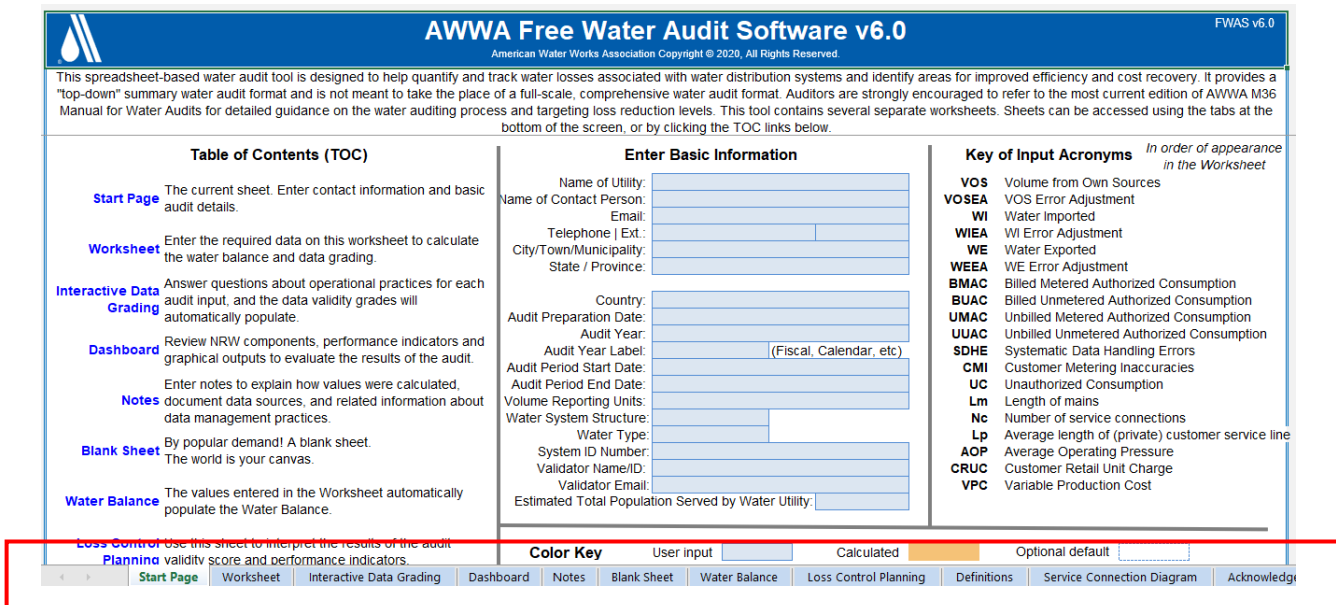 AWWA Free Water Audit Software v6.0
FWAS v6.0
American Water Works Association Copyright © 2020, All Rights Reserved.
This spreadsheet-based water audit tool is designed to help quantify and track water losses associated with water distribution systems and identify areas for improved efficiency and cost recovery. It provides a
"top-down" summary water audit format and is not meant to take the place of a full-scale, comprehensive water audit format. Auditors are strongly encouraged to refer to the most current edition of AWWA M36
Manual for Water Audits for detailed guidance on the water auditing process and targeting loss reduction levels. This tool contains several separate worksheets. Sheets can be accessed using the tabs at the
bottom of the screen, or by clicking the TOC links below.
Table of Contents (TOC)
Start Page
The current sheet. Enter contact information and basic
audit details.
Worksheet
Enter the required data on this worksheet to calculate
the water balance and data grading.
Interactive Data
Grading
Answer questions about operational practices for each
audit input, and the data validity grades will
automatically populate.
Dashboard
Review NRW components, performance indicators and
graphical outputs to evaluate the results of the audit.
Notes
Enter notes to explain how values were calculated,
document data sources, and related information about
data management practices.
Blank Sheet
By popular demand! A blank sheet.
The world is your canvas.
Water Balance
The values entered in the Worksheet automatically
populate the Water Balance.
Loss Control
Planning
Use this sheet to interpret the results of the audit
validity score and performance indicators.
Enter Basic Information
Name of Utility:
Name of Contact Person:
Email:
Telephone | Ext.:
City/Town/Municipality:
State / Province:
Country:
Audit Preparation Date:
Audit Year:
Audit Year Label: (Fiscal, Calendar, etc)
Audit Period Start Date:
Audit Period End Date:
Volume Reporting Units:
Water System Structure:
Water Type:
System ID Number:
Validator Name/ID:
Validator Email:
Estimated Total Population Served by Water Utility:
Key of Input Acronyms
In order of appearance
in the Worksheet
VOS Volume from Own Sources
VOSEA VOS Error Adjustment
WI Water Imported
WIEA WI Error Adjustment
WE Water Exported
WEEA WE Error Adjustment
BMAC Billed Metered Authorized Consumption
BUAC Billed Unmetered Authorized Consumption
UMAC Unbilled Metered Authorized Consumption
UUAC Unbilled Unmetered Authorized Consumption
SDHE Systematic Data Handling Errors
CMI Customer Metering Inaccuracies
UC Unauthorized Consumption
Lm Length of mains
Nc Number of service connections
Lp Average length of (private) customer service line
AOP Average Operating Pressure
CRUC Customer Retail Unit Charge
VPC Variable Production Cost
Color Key User input Calculated Optional default
Start Page Worksheet Interactive Data Grading Dashboard Notes Blank Sheet Water Balance Loss Control Planning Definitions Service Connection Diagram Acknowledge